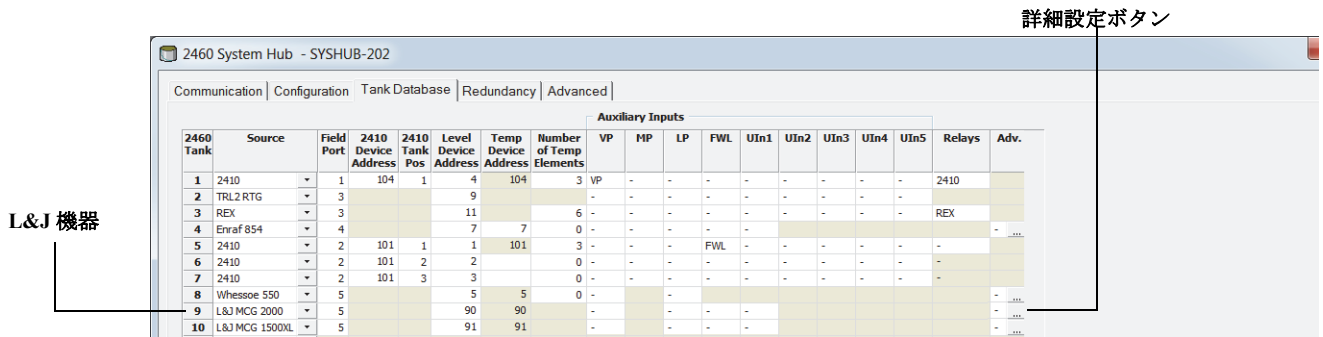 詳細設定ボタン
2460 System Hub - SYSHUB-202
Communication Configuration Tank Database Redundancy Advanced
Auxiliary Inputs
2460 Tank Source Field Port 2410 Device Address 2410 Tank Pos Level Device Address Temp Device Address Number of Temp Elements VP MP LP FWL UIn1 UIn2 UIn3 UIn4 UIn5 Relays Adv.
1 2410 1 104 1 4 104 3 VP - - - - - - - - 2410
2 TRL2 RTG 3 9 - - - - - - - - -
3 REX 3 11 6 - - - - - - - - - REX
L&J 機器
4 Enraf 854 4 7 7 0 - - - - - - ...
5 2410 2 101 1 1 101 3 - - - FWL - - - - - -
6 2410 2 101 2 2 0 - - - - - - - - - -
7 2410 2 101 3 3 0 - - - - - - - - - -
8 Whessoe 550 5 5 5 0 - - - ...
9 L&J MCG 2000 5 90 90 - - - - - ...
10 L&J MCG 1500XL 5 91 91 - - - - - ...